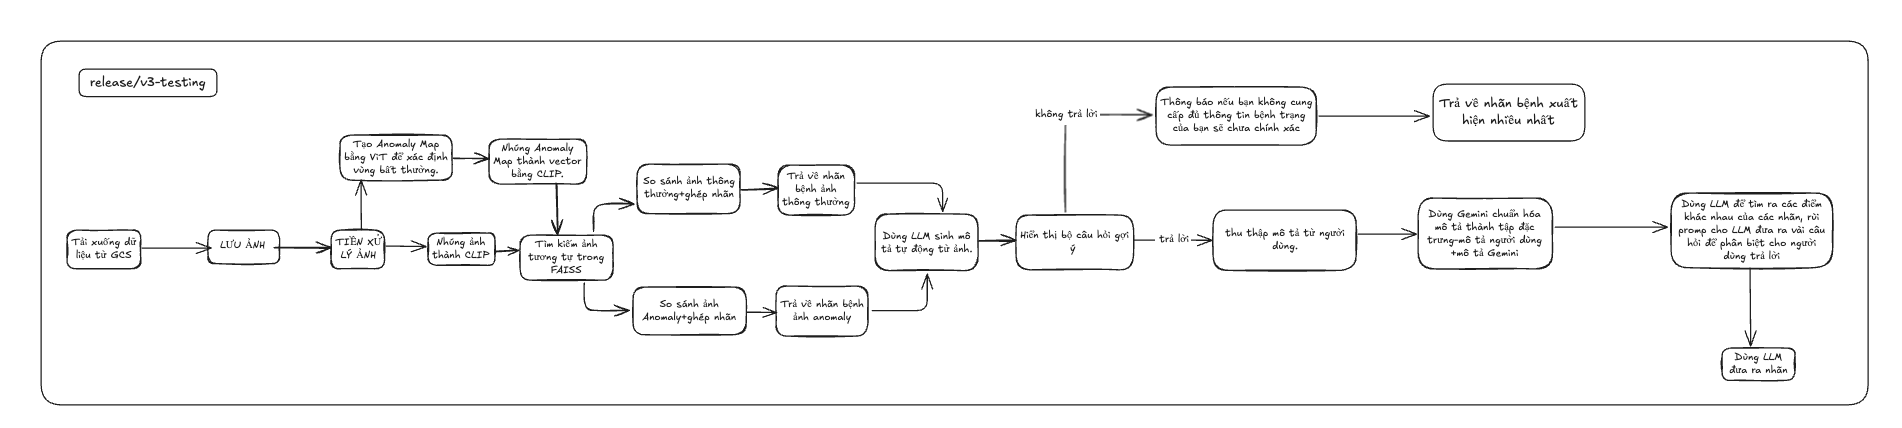 release/v3-testing
Tải xuống dữ
liệu từ GCS
LƯU ẢNH
TIỀN XỬ
LÝ ẢNH
Tạo Anomaly Map
bằng ViT để xác định
vùng bất thường.
Nhúng Anomaly
Map thành vector
bằng CLIP.
Nhúng ảnh
thành CLIP
Tìm kiếm ảnh
tương tự trong
FAISS
So sánh ảnh thông
thường+ghép nhãn
Trả về nhãn
bệnh ảnh
thông thường
So sánh ảnh
Anomaly+ghép nhãn
Trả về nhãn bệnh
ảnh anomaly
Dùng LLM sinh mô
tả tự động từ ảnh.
Hiển thị bộ câu hỏi gợi
ý
không trả lời
Thông báo nếu bạn không cung
cấp đủ thông tin bệnh trạng
của bạn sẽ chưa chính xác
Trả về nhãn bệnh xuất
hiện nhiều nhất
trả lời
thu thập mô tả từ người
dùng.
Dùng Gemini chuẩn hóa
mô tả thành tập đặc
trưng-mô tả người dùng
+mô tả Gemini
Dùng LLM để tìm ra các điểm
khác nhau của các nhãn, rùi
promp cho LLM đưa ra vài câu
hỏi để phân biệt cho người
dùng trả lời
Dùng LLM
đưa ra nhãn